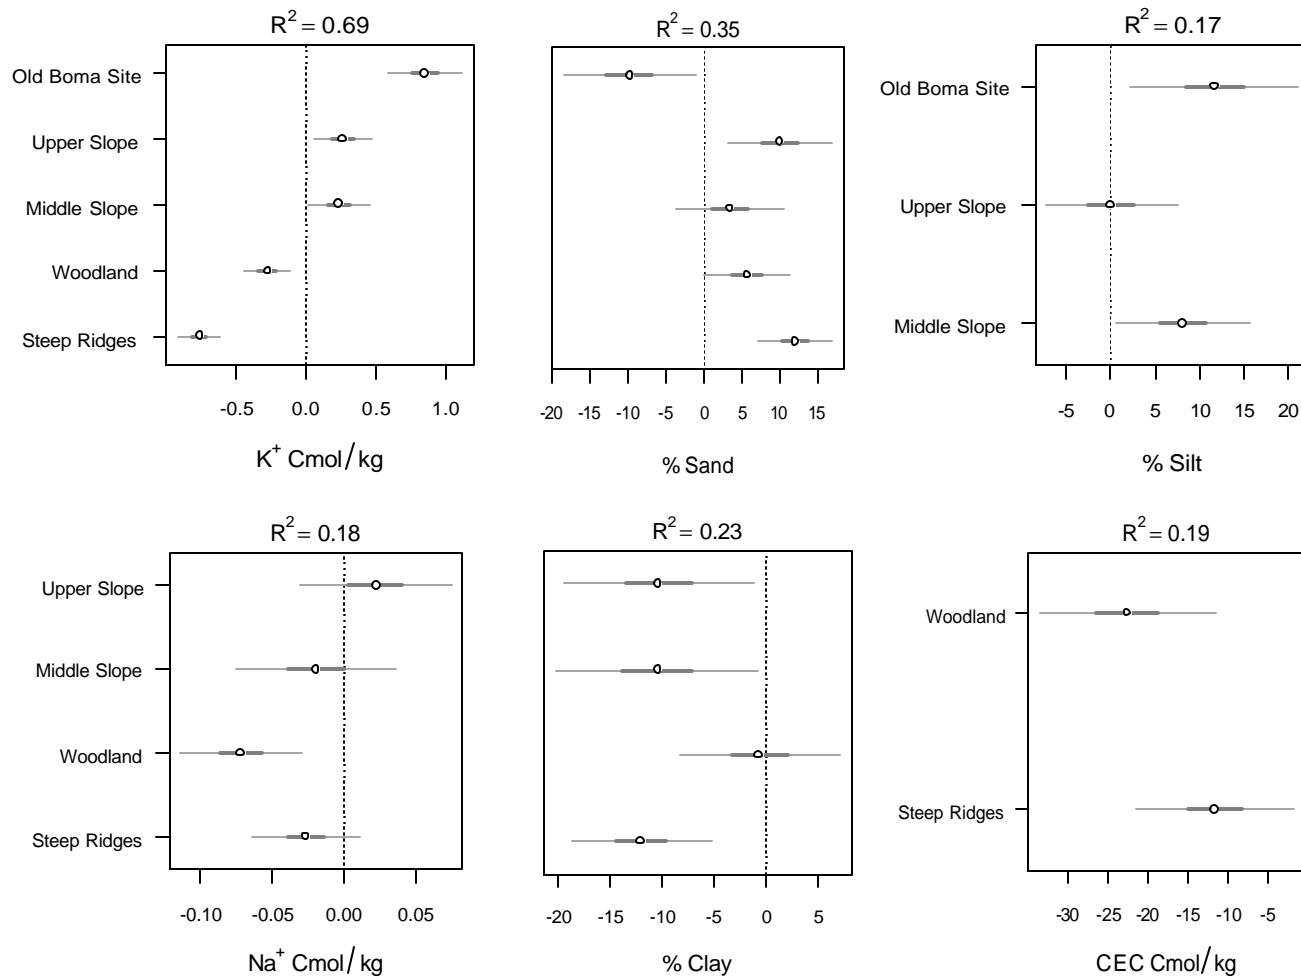 R² = 0.69
Old Boma Site
Upper Slope
Middle Slope
Woodland
Steep Ridges
-0.5 0.0 0.5 1.0
K⁺ Cmol/kg
R² = 0.35
-20 -15 -10 -5 0 5 10 15
% Sand
R² = 0.17
Old Boma Site
Upper Slope
Middle Slope
-5 0 5 10 15 20
% Silt
R² = 0.18
Upper Slope
Middle Slope
Woodland
Steep Ridges
-0.10 0.00 0.05
Na⁺ Cmol/kg
R² = 0.23
-20 -15 -10 -5 0 5
% Clay
R² = 0.19
Woodland
Steep Ridges
-30 -25 -20 -15 -10 -5
CEC Cmol/kg